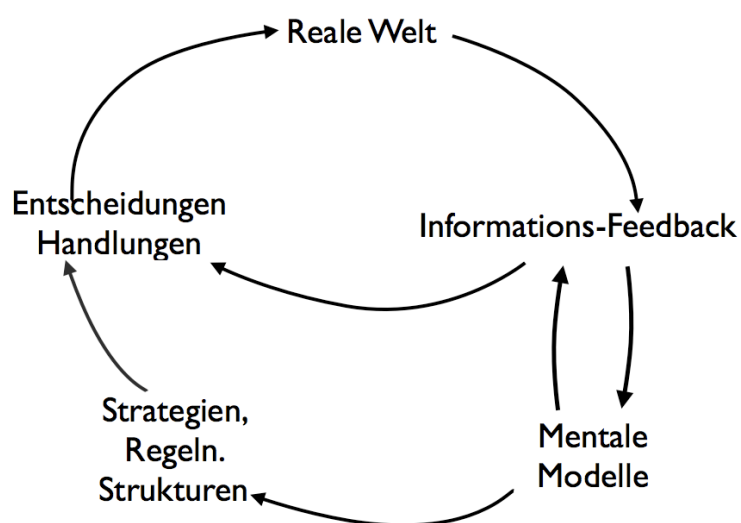 Reale Welt
Entscheidungen
Handlungen
Informations-Feedback
Strategien,
Regeln.
Strukturen
Mentale
Modelle